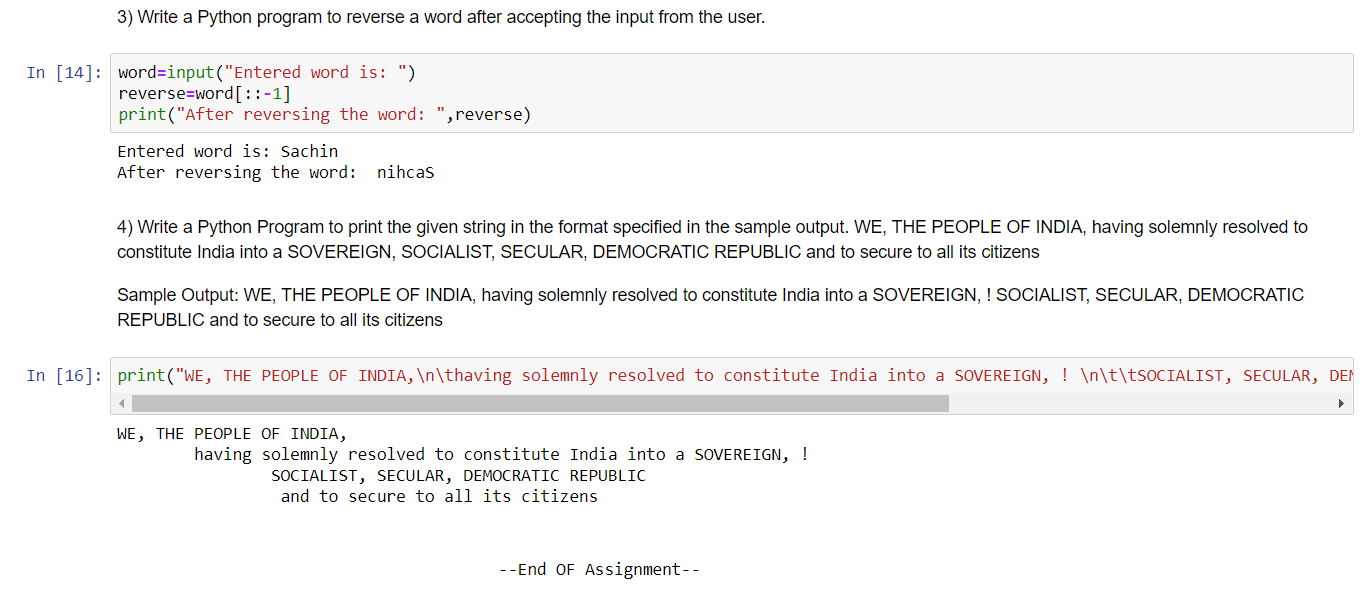 3) Write a Python program to reverse a word after accepting the input from the user.
In [14]: word=input("Entered word is: ")
reverse=word[::-1]
print("After reversing the word: ",reverse)
Entered word is: Sachin
After reversing the word:  nihcaS
4) Write a Python Program to print the given string in the format specified in the sample output. WE, THE PEOPLE OF INDIA, having solemnly resolved to
constitute India into a SOVEREIGN, SOCIALIST, SECULAR, DEMOCRATIC REPUBLIC and to secure to all its citizens
Sample Output: WE, THE PEOPLE OF INDIA, having solemnly resolved to constitute India into a SOVEREIGN, ! SOCIALIST, SECULAR, DEMOCRATIC
REPUBLIC and to secure to all its citizens
In [16]: print("WE, THE PEOPLE OF INDIA,\n\thaving solemnly resolved to constitute India into a SOVEREIGN, ! \n\t\tSOCIALIST, SECULAR,
WE, THE PEOPLE OF INDIA,
having solemnly resolved to constitute India into a SOVEREIGN, !
SOCIALIST, SECULAR, DEMOCRATIC REPUBLIC
and to secure to all its citizens
--End OF Assignment--